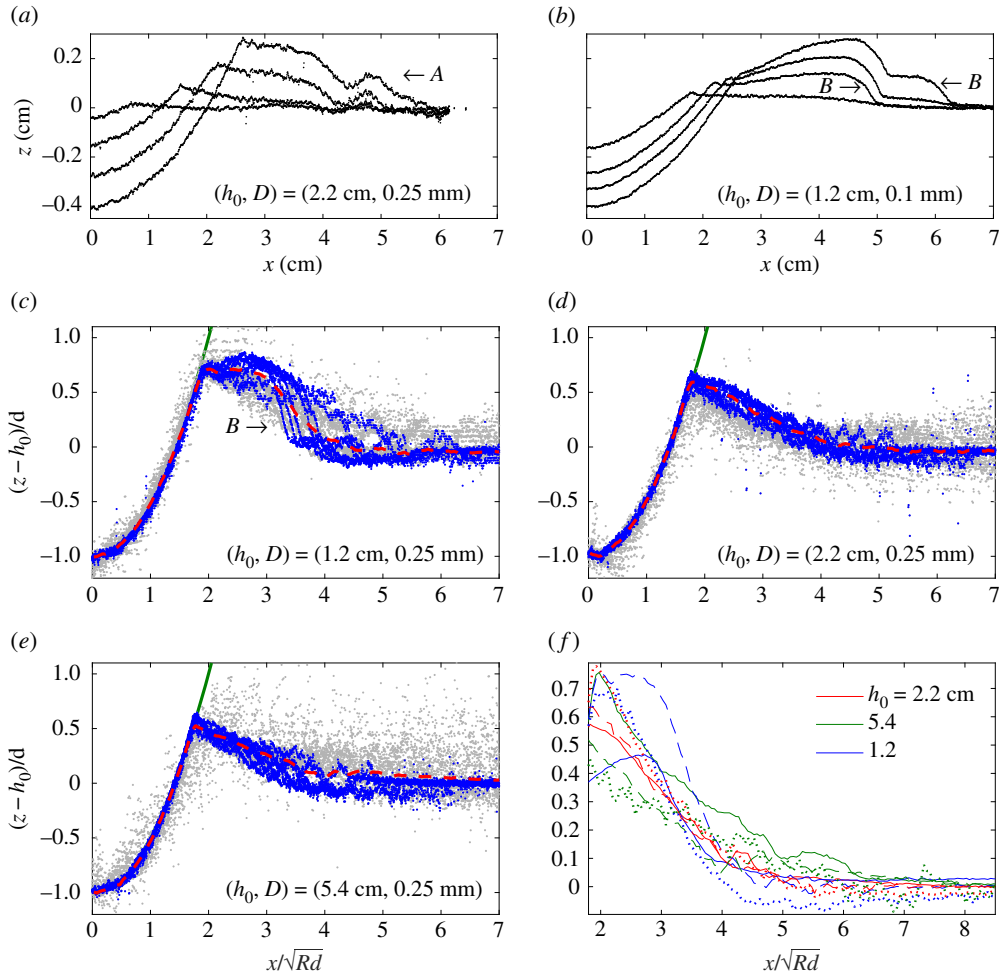 (a)
(b)
0.2
0
–0.2
–0.4
z (cm)
← A
(h0, D) = (2.2 cm, 0.25 mm)
0 1 2 3 4 5 6 7
x (cm)
B →
← B
(h0, D) = (1.2 cm, 0.1 mm)
0 1 2 3 4 5 6 7
x (cm)
(c)
(d)
1.0
0.5
0
–0.5
–1.0
(z – h0)/d
B →
(h0, D) = (1.2 cm, 0.25 mm)
0 1 2 3 4 5 6 7
1.0
0.5
0
–0.5
–1.0
(h0, D) = (2.2 cm, 0.25 mm)
1 2 3 4 5 6 7
(e)
(f)
1.0
0.5
0
–0.5
–1.0
(z – h0)/d
(h0, D) = (5.4 cm, 0.25 mm)
0 1 2 3 4 5 6 7
x/√Rd
0.7
0.6
0.5
0.4
0.3
0.2
0.1
0
h0 = 2.2 cm
5.4
1.2
2 3 4 5 6 7 8
x/√Rd